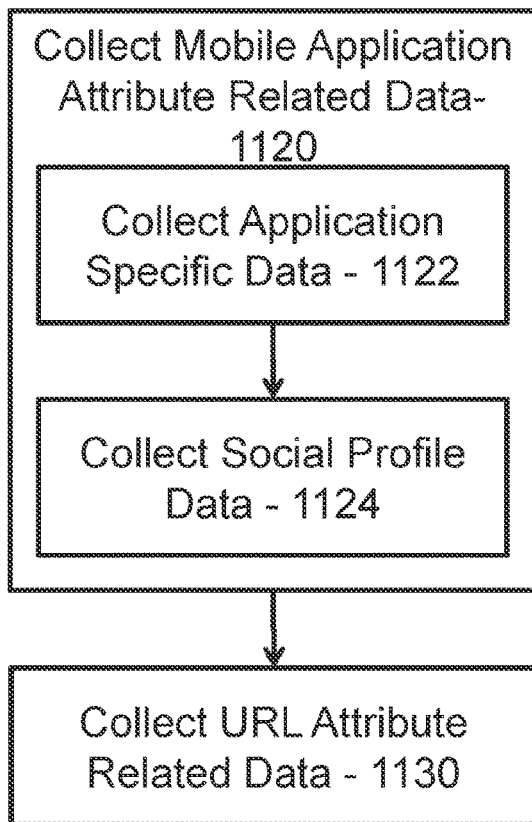 Collect Mobile Application
Attribute Related Data-
1120
Collect Application
Specific Data - 1122
Collect Social Profile
Data - 1124
Collect URL Attribute
Related Data - 1130